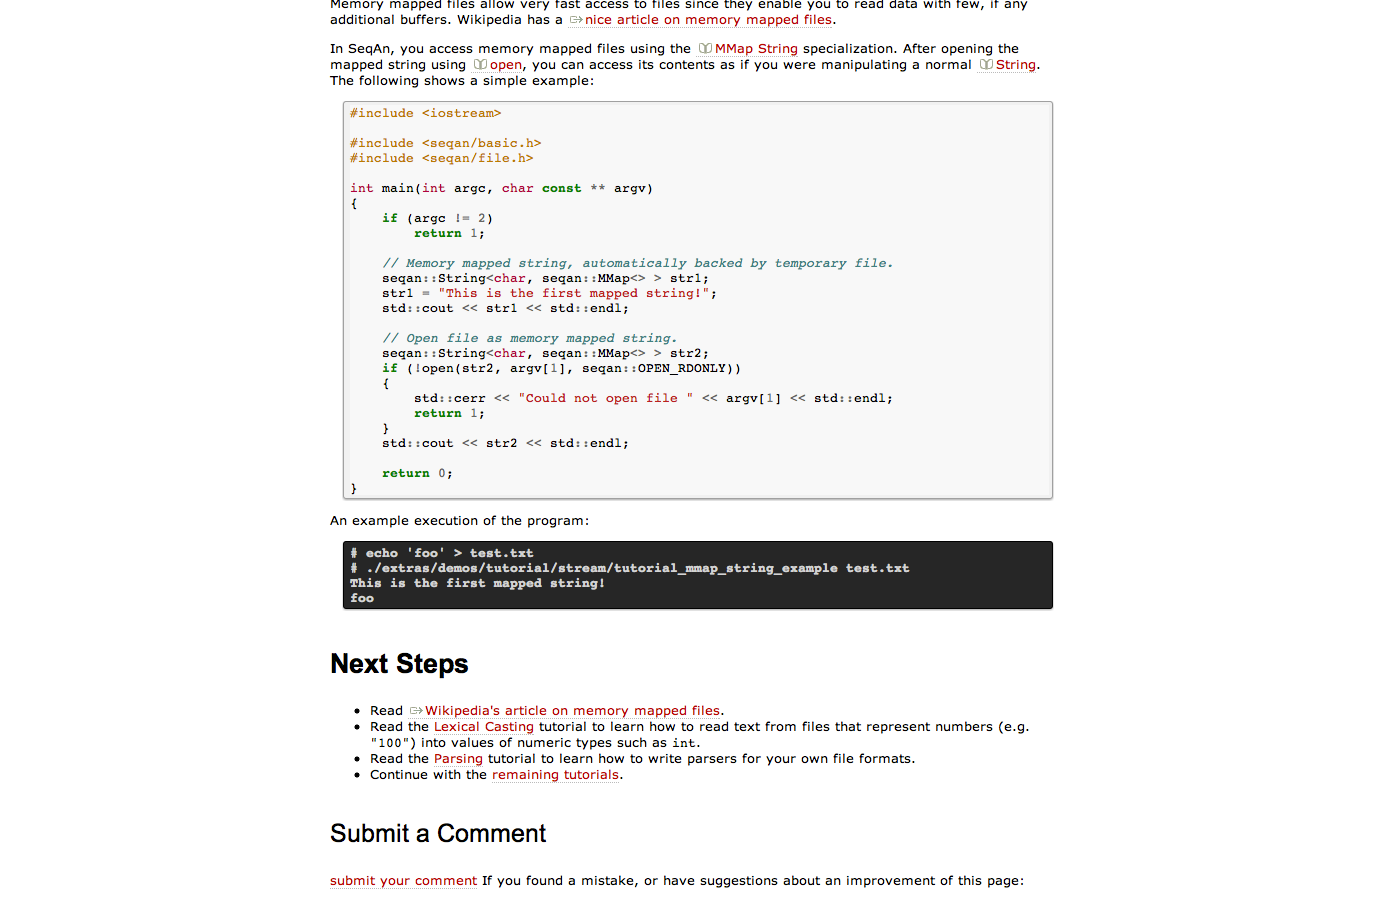 Memory mapped files allow very fast access to files since they enable you to read data with few, if any
additional buffers. Wikipedia has a nice article on memory mapped files.
In SeqAn, you access memory mapped files using the MMap String specialization. After opening the
mapped string using open, you can access its contents as if you were manipulating a normal String.
The following shows a simple example:
#include <iostream>
#include <seqan/basic.h>
#include <seqan/file.h>
int main(int argc, char const ** argv)
{
    if (argc != 2)
        return 1;
    // Memory mapped string, automatically backed by temporary file.
    seqan::String<char, seqan::MMap<> > str1;
    str1 = "This is the first mapped string!";
    std::cout << str1 << std::endl;
    // Open file as memory mapped string.
    seqan::String<char, seqan::MMap<> > str2;
    if (!open(str2, argv[1], seqan::OPEN_RDONLY))
    {
        std::cerr << "Could not open file " << argv[1] << std::endl;
        return 1;
    }
    std::cout << str2 << std::endl;
    return 0;
}
An example execution of the program:
# echo 'foo' > test.txt
# ./extras/demos/tutorial/stream/tutorial_mmap_string_example test.txt
This is the first mapped string!
foo
Next Steps
• Read Wikipedia's article on memory mapped files.
• Read the Lexical Casting tutorial to learn how to read text from files that represent numbers (e.g.
"100") into values of numeric types such as int.
• Read the Parsing tutorial to learn how to write parsers for your own file formats.
• Continue with the remaining tutorials.
Submit a Comment
submit your comment If you found a mistake, or have suggestions about an improvement of this page: